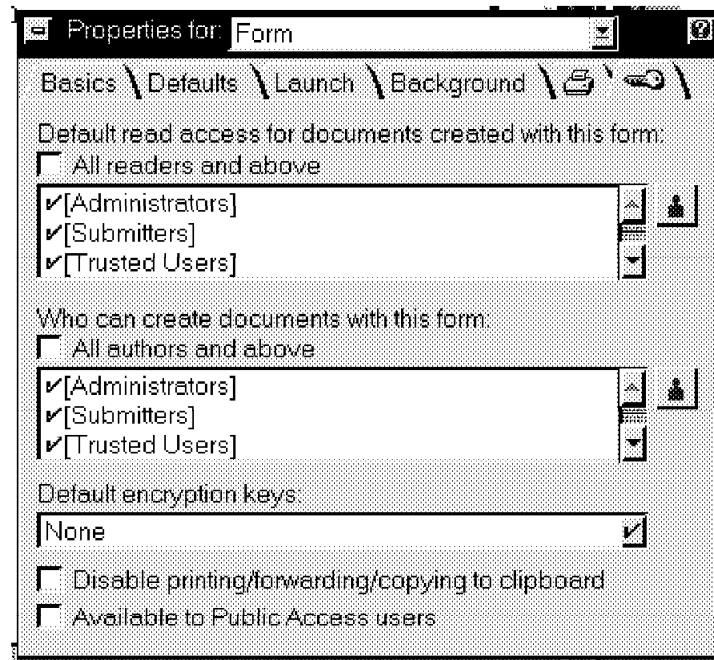 Properties for: Form
Basics Defaults Launch Background
Default read access for documents created with this form:
All readers and above
[Administrators]
[Submitters]
[Trusted Users]
Who can create documents with this form:
All authors and above
[Administrators]
[Submitters]
[Trusted Users]
Default encryption keys:
None
Disable printing/forwarding/copying to clipboard
Available to Public Access users